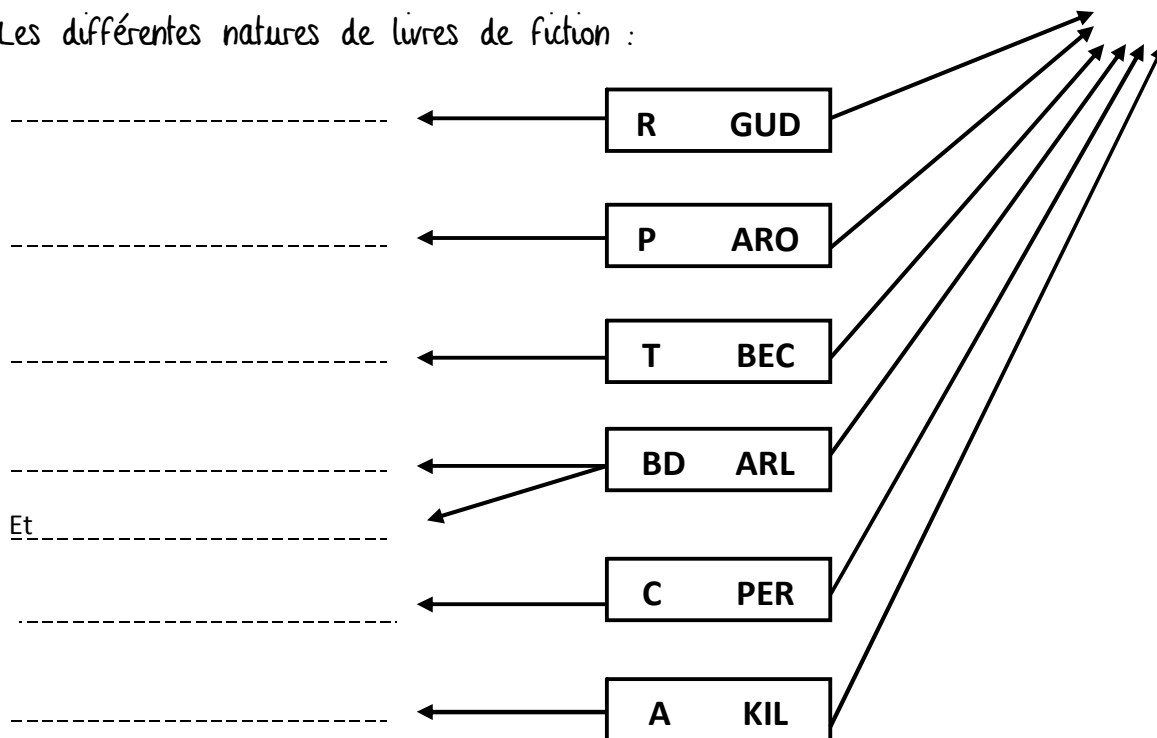 Les différentes natures de livres de fiction :
R GUD
P ARO
T BEC
BD ARL
Et
C PER
A KIL